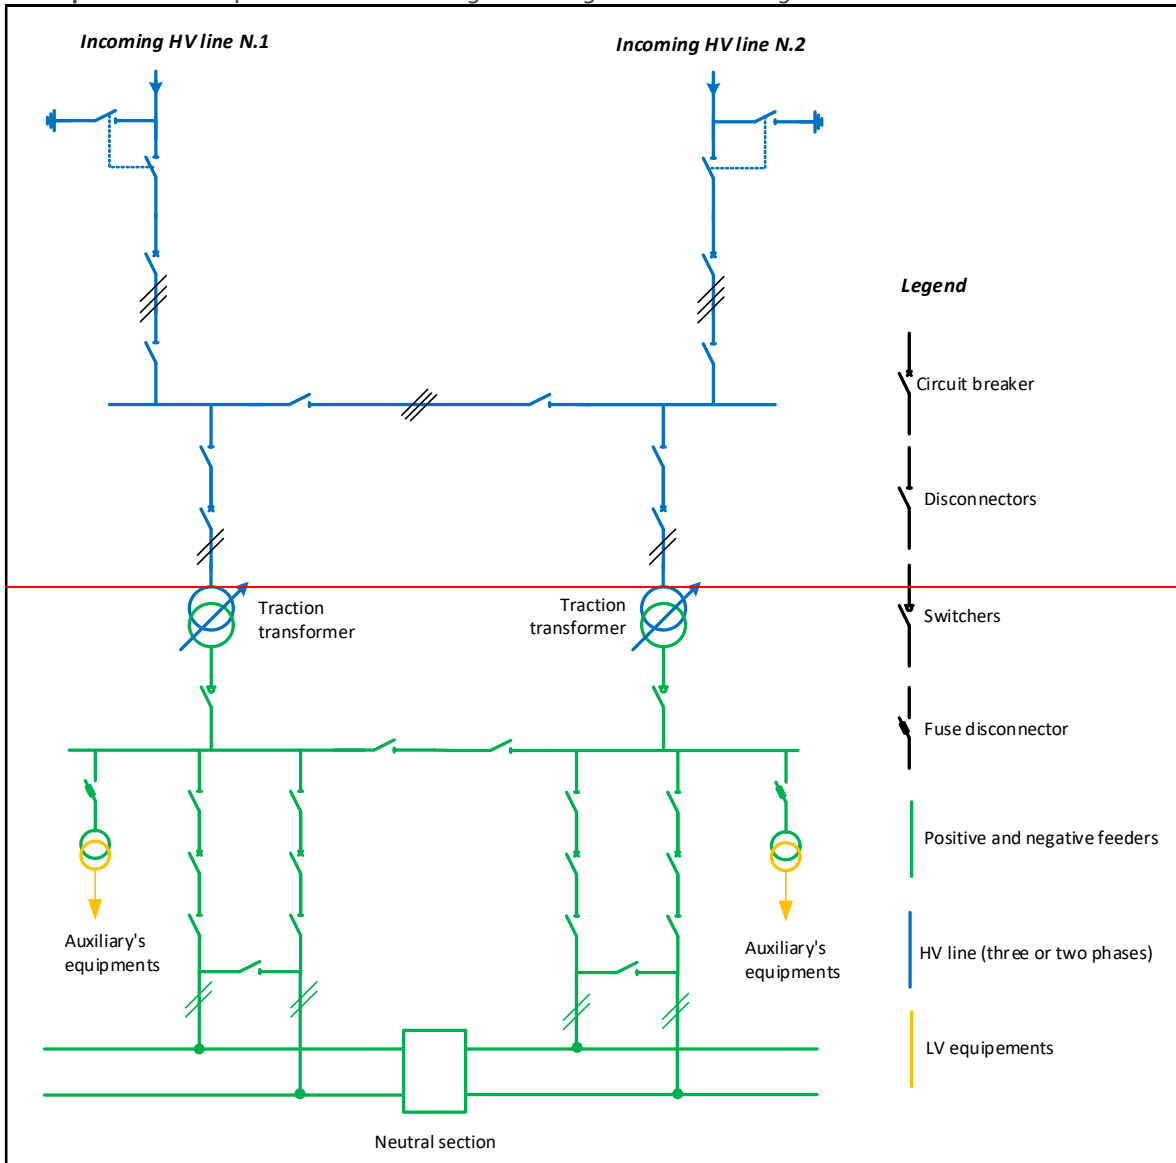 Incoming HV line N.1
Incoming HV line N.2
Legend
Circuit breaker
Disconnectors
Switchers
Fuse disconnector
Positive and negative feeders
HV line (three or two phases)
LV equipements
Traction
transformer
Traction
transformer
Auxiliary's
equipments
Auxiliary's
equipments
Neutral section